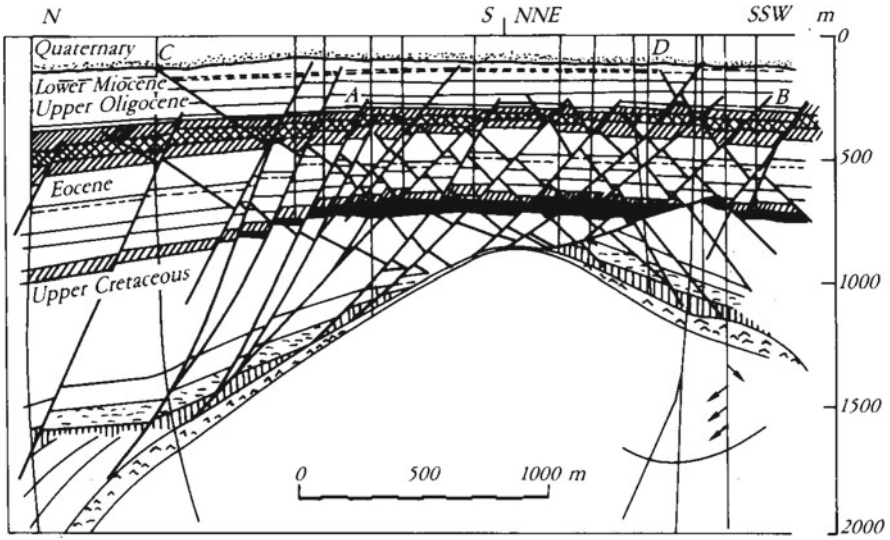 N S NNE SSW m
0
Quaternary C D
Lower Miocene
Upper Oligocene A B
500
Eocene
Upper Cretaceous
1000
1500
0 500 1000 m
2000